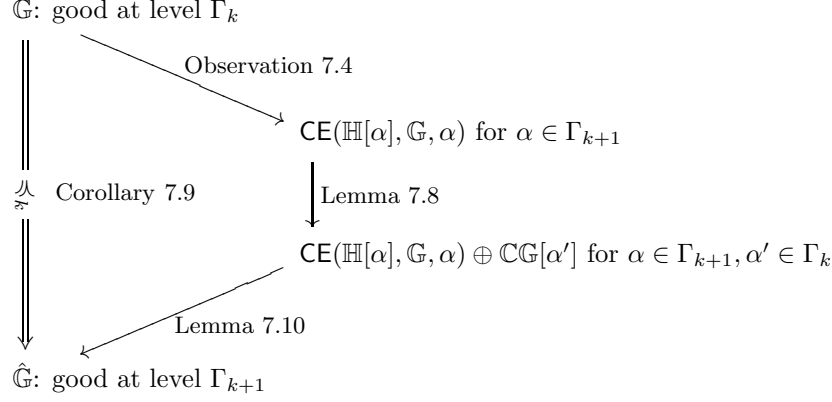 𝔾: good at level Γ_k
Observation 7.4
CE(ℍ[α], 𝔾, α) for α ∈ Γ_{k+1}
≽_k Corollary 7.9
Lemma 7.8
CE(ℍ[α], 𝔾, α) ⊕ ℂ𝔾[α′] for α ∈ Γ_{k+1}, α′ ∈ Γ_k
Lemma 7.10
𝔾̂: good at level Γ_{k+1}